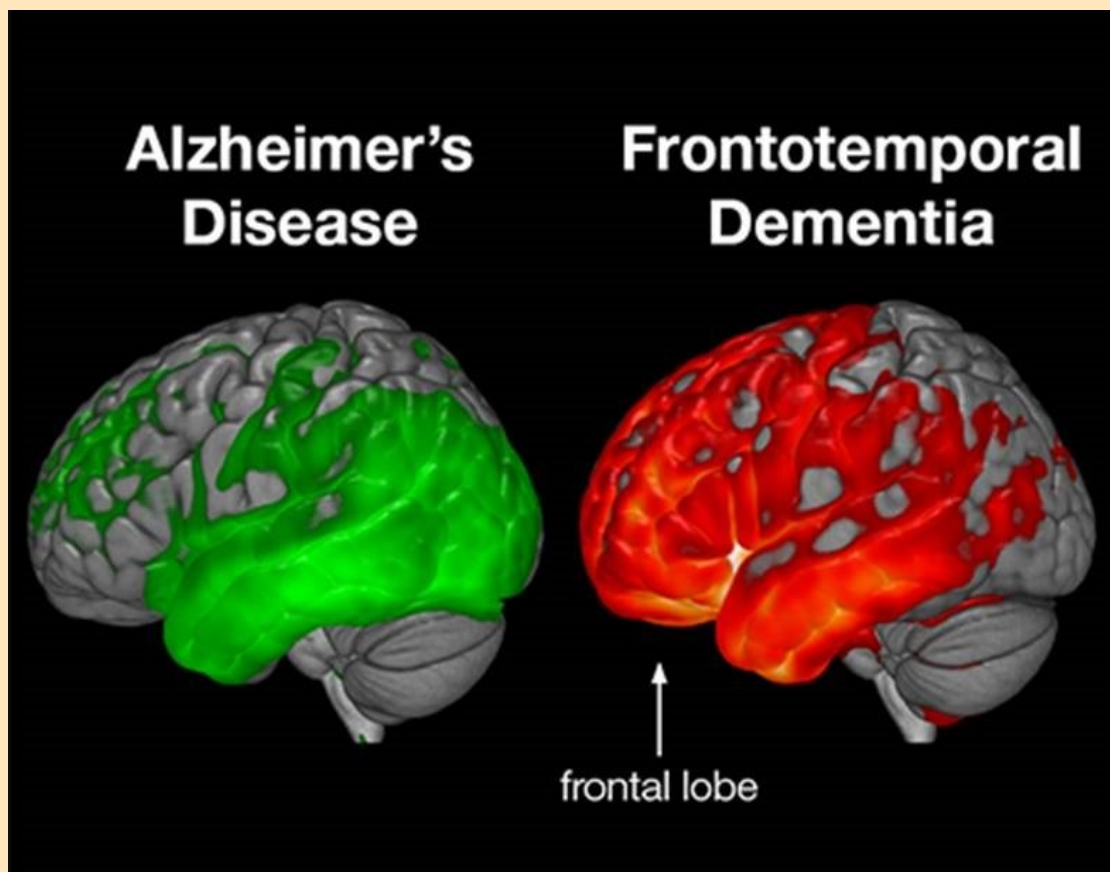 Alzheimer's
Disease
Frontotemporal
Dementia
frontal lobe